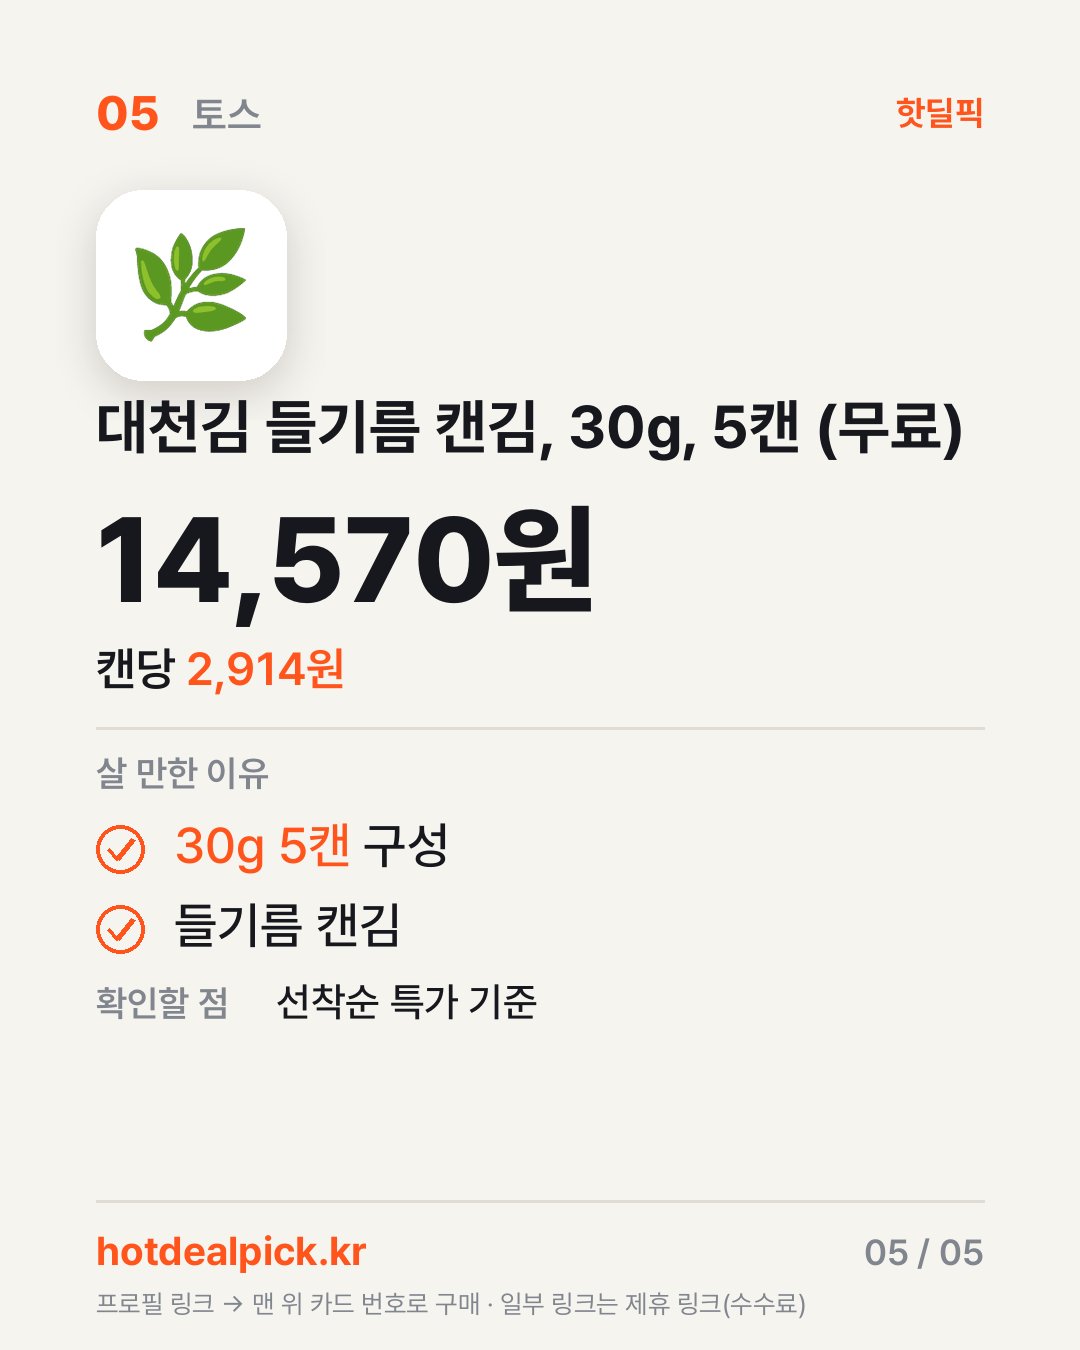 05 토스 핫딜픽
대천김 들기름 캔김, 30g, 5캔 (무료)
14,570원
캔당 2,914원
살 만한 이유
30g 5캔 구성
들기름 캔김
확인할 점 선착순 특가 기준
hotdealpick.kr 05 / 05
프로필 링크 → 맨 위 카드 번호로 구매 · 일부 링크는 제휴 링크(수수료)